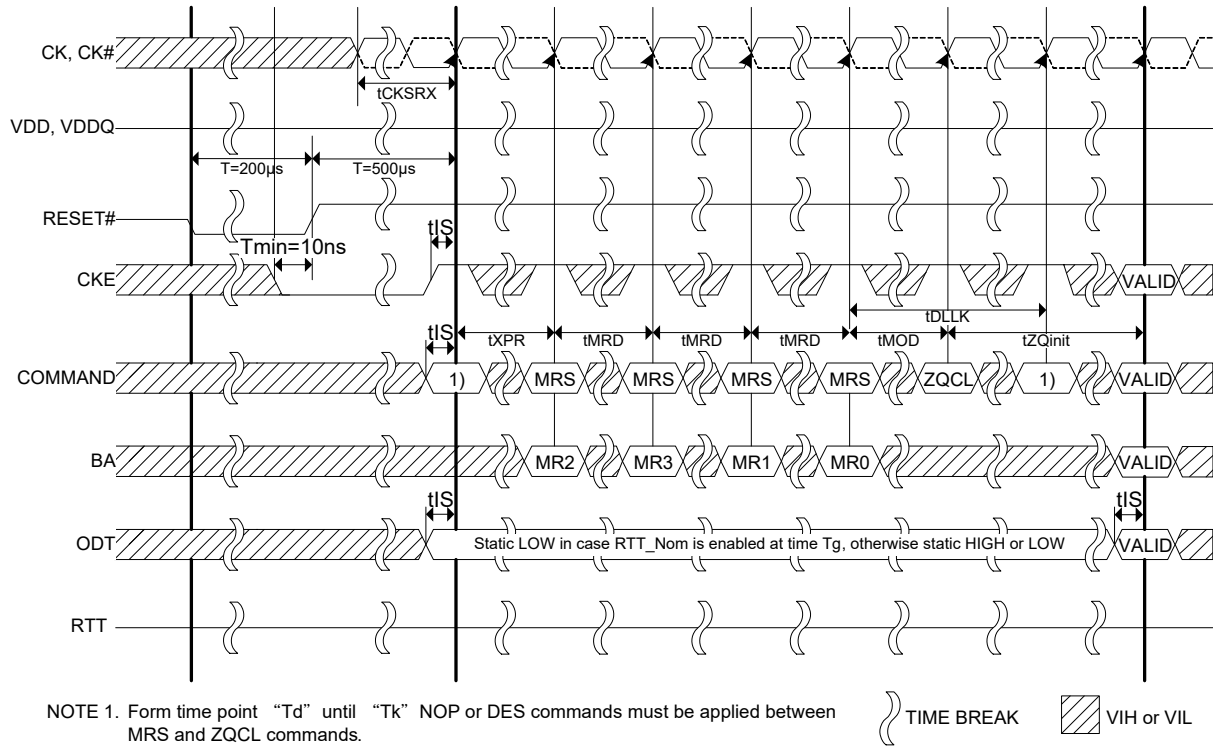 CK, CK#
tCKSRX
VDD, VDDQ
T=200µs
T=500µs
RESET#
Tmin=10ns
tIS
CKE
VALID
tDLLK
tIS
tXPR
tMRD
tMRD
tMRD
tMOD
tZQinit
COMMAND
1)
MRS
MRS
MRS
MRS
ZQCL
1)
VALID
BA
MR2
MR3
MR1
MR0
VALID
tIS
tIS
ODT
Static LOW in case RTT_Nom is enabled at time Tg, otherwise static HIGH or LOW
VALID
RTT
NOTE 1. Form time point “Td” until “Tk” NOP or DES commands must be applied between
MRS and ZQCL commands.
TIME BREAK
VIH or VIL